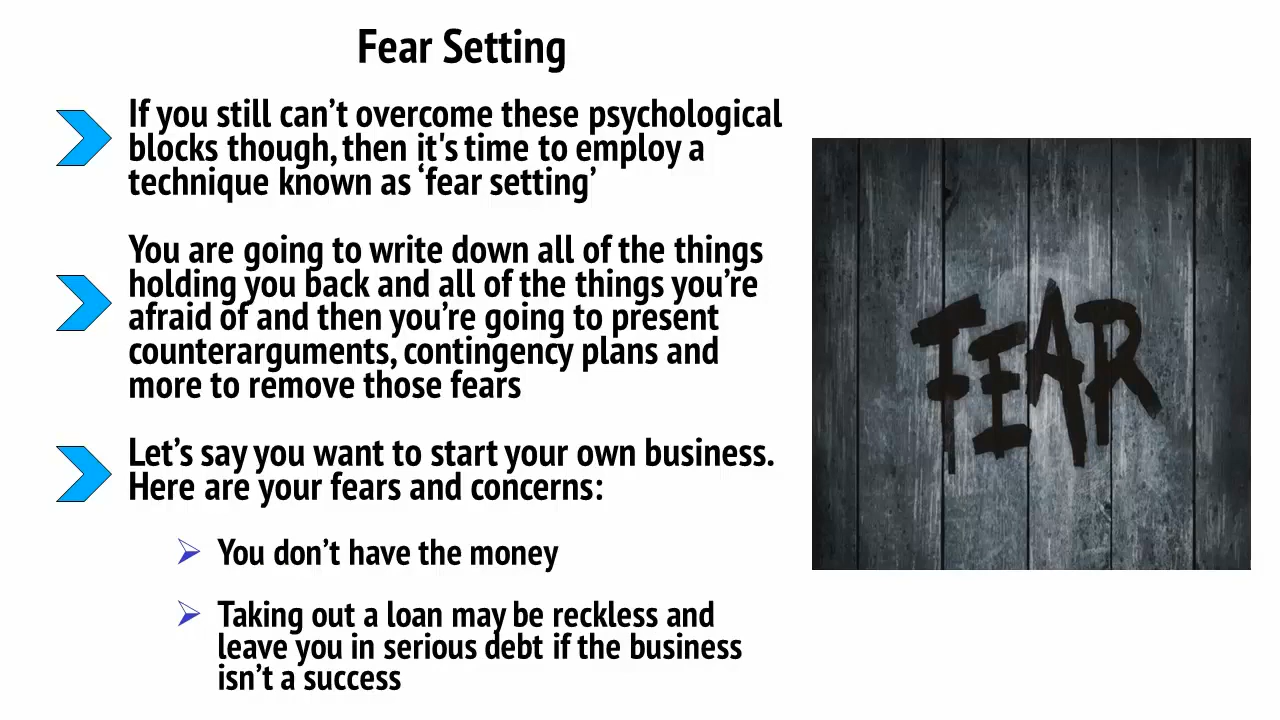 Fear Setting
If you still can’t overcome these psychological
blocks though, then it's time to employ a
technique known as ‘fear setting’
You are going to write down all of the things
holding you back and all of the things you’re
afraid of and then you’re going to present
counterarguments, contingency plans and
more to remove those fears
Let’s say you want to start your own business.
Here are your fears and concerns:
You don’t have the money
Taking out a loan may be reckless and
leave you in serious debt if the business
isn’t a success
FEAR